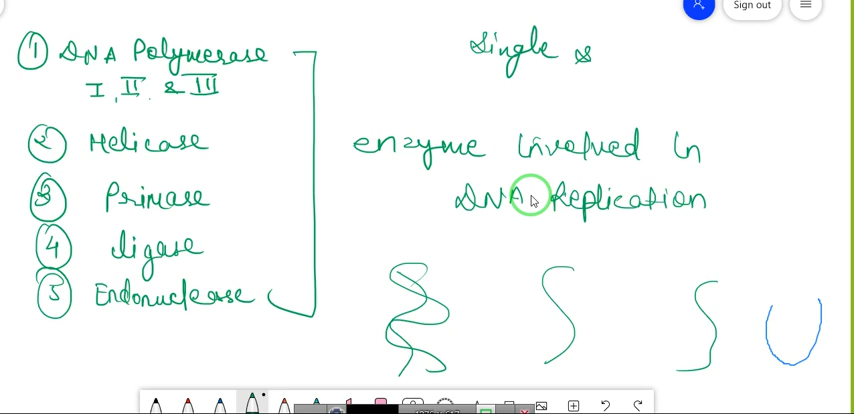 Sign out
① DNA Polymerase
I, II & III
single s
② Helicase
enzyme involved in
③ Primase
DNA Replication
④ ligase
⑤ Endonuclease